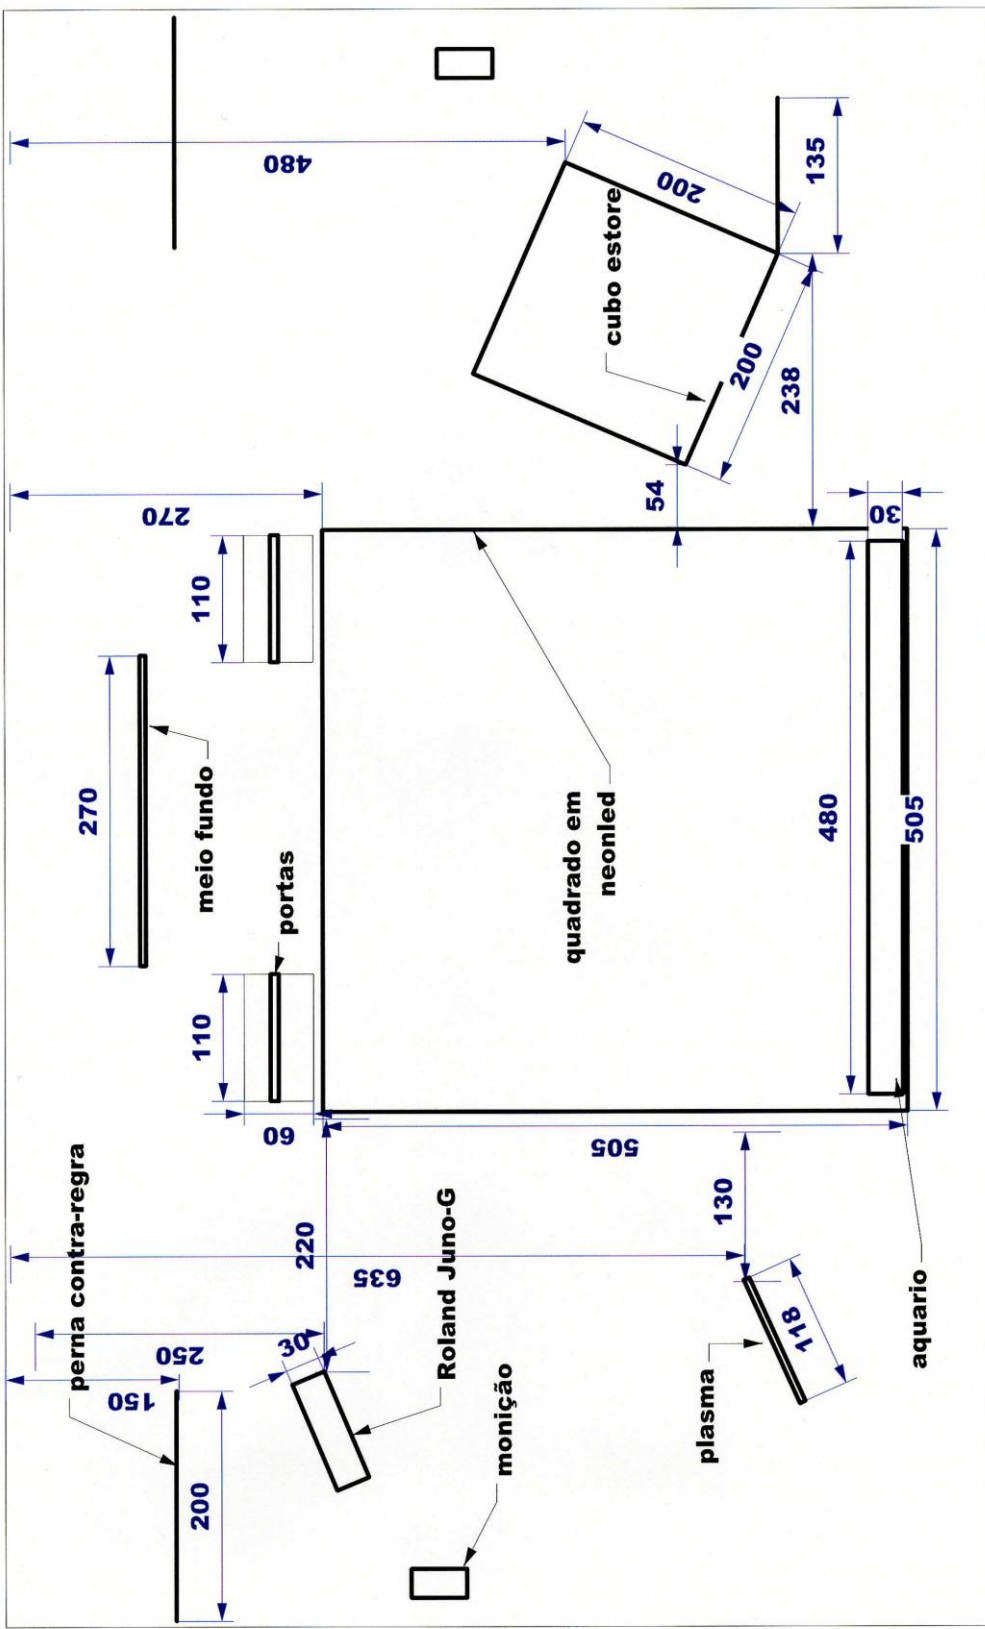 perna contra-regra
270
150
250
270
200
110
110
meio fundo
60
portas
480
30
220
635
Roland Juno-G
monição
quadrado em
neonled
cubo estore
505
54
200
plasma
130
200
118
238
135
480
30
aquario
505